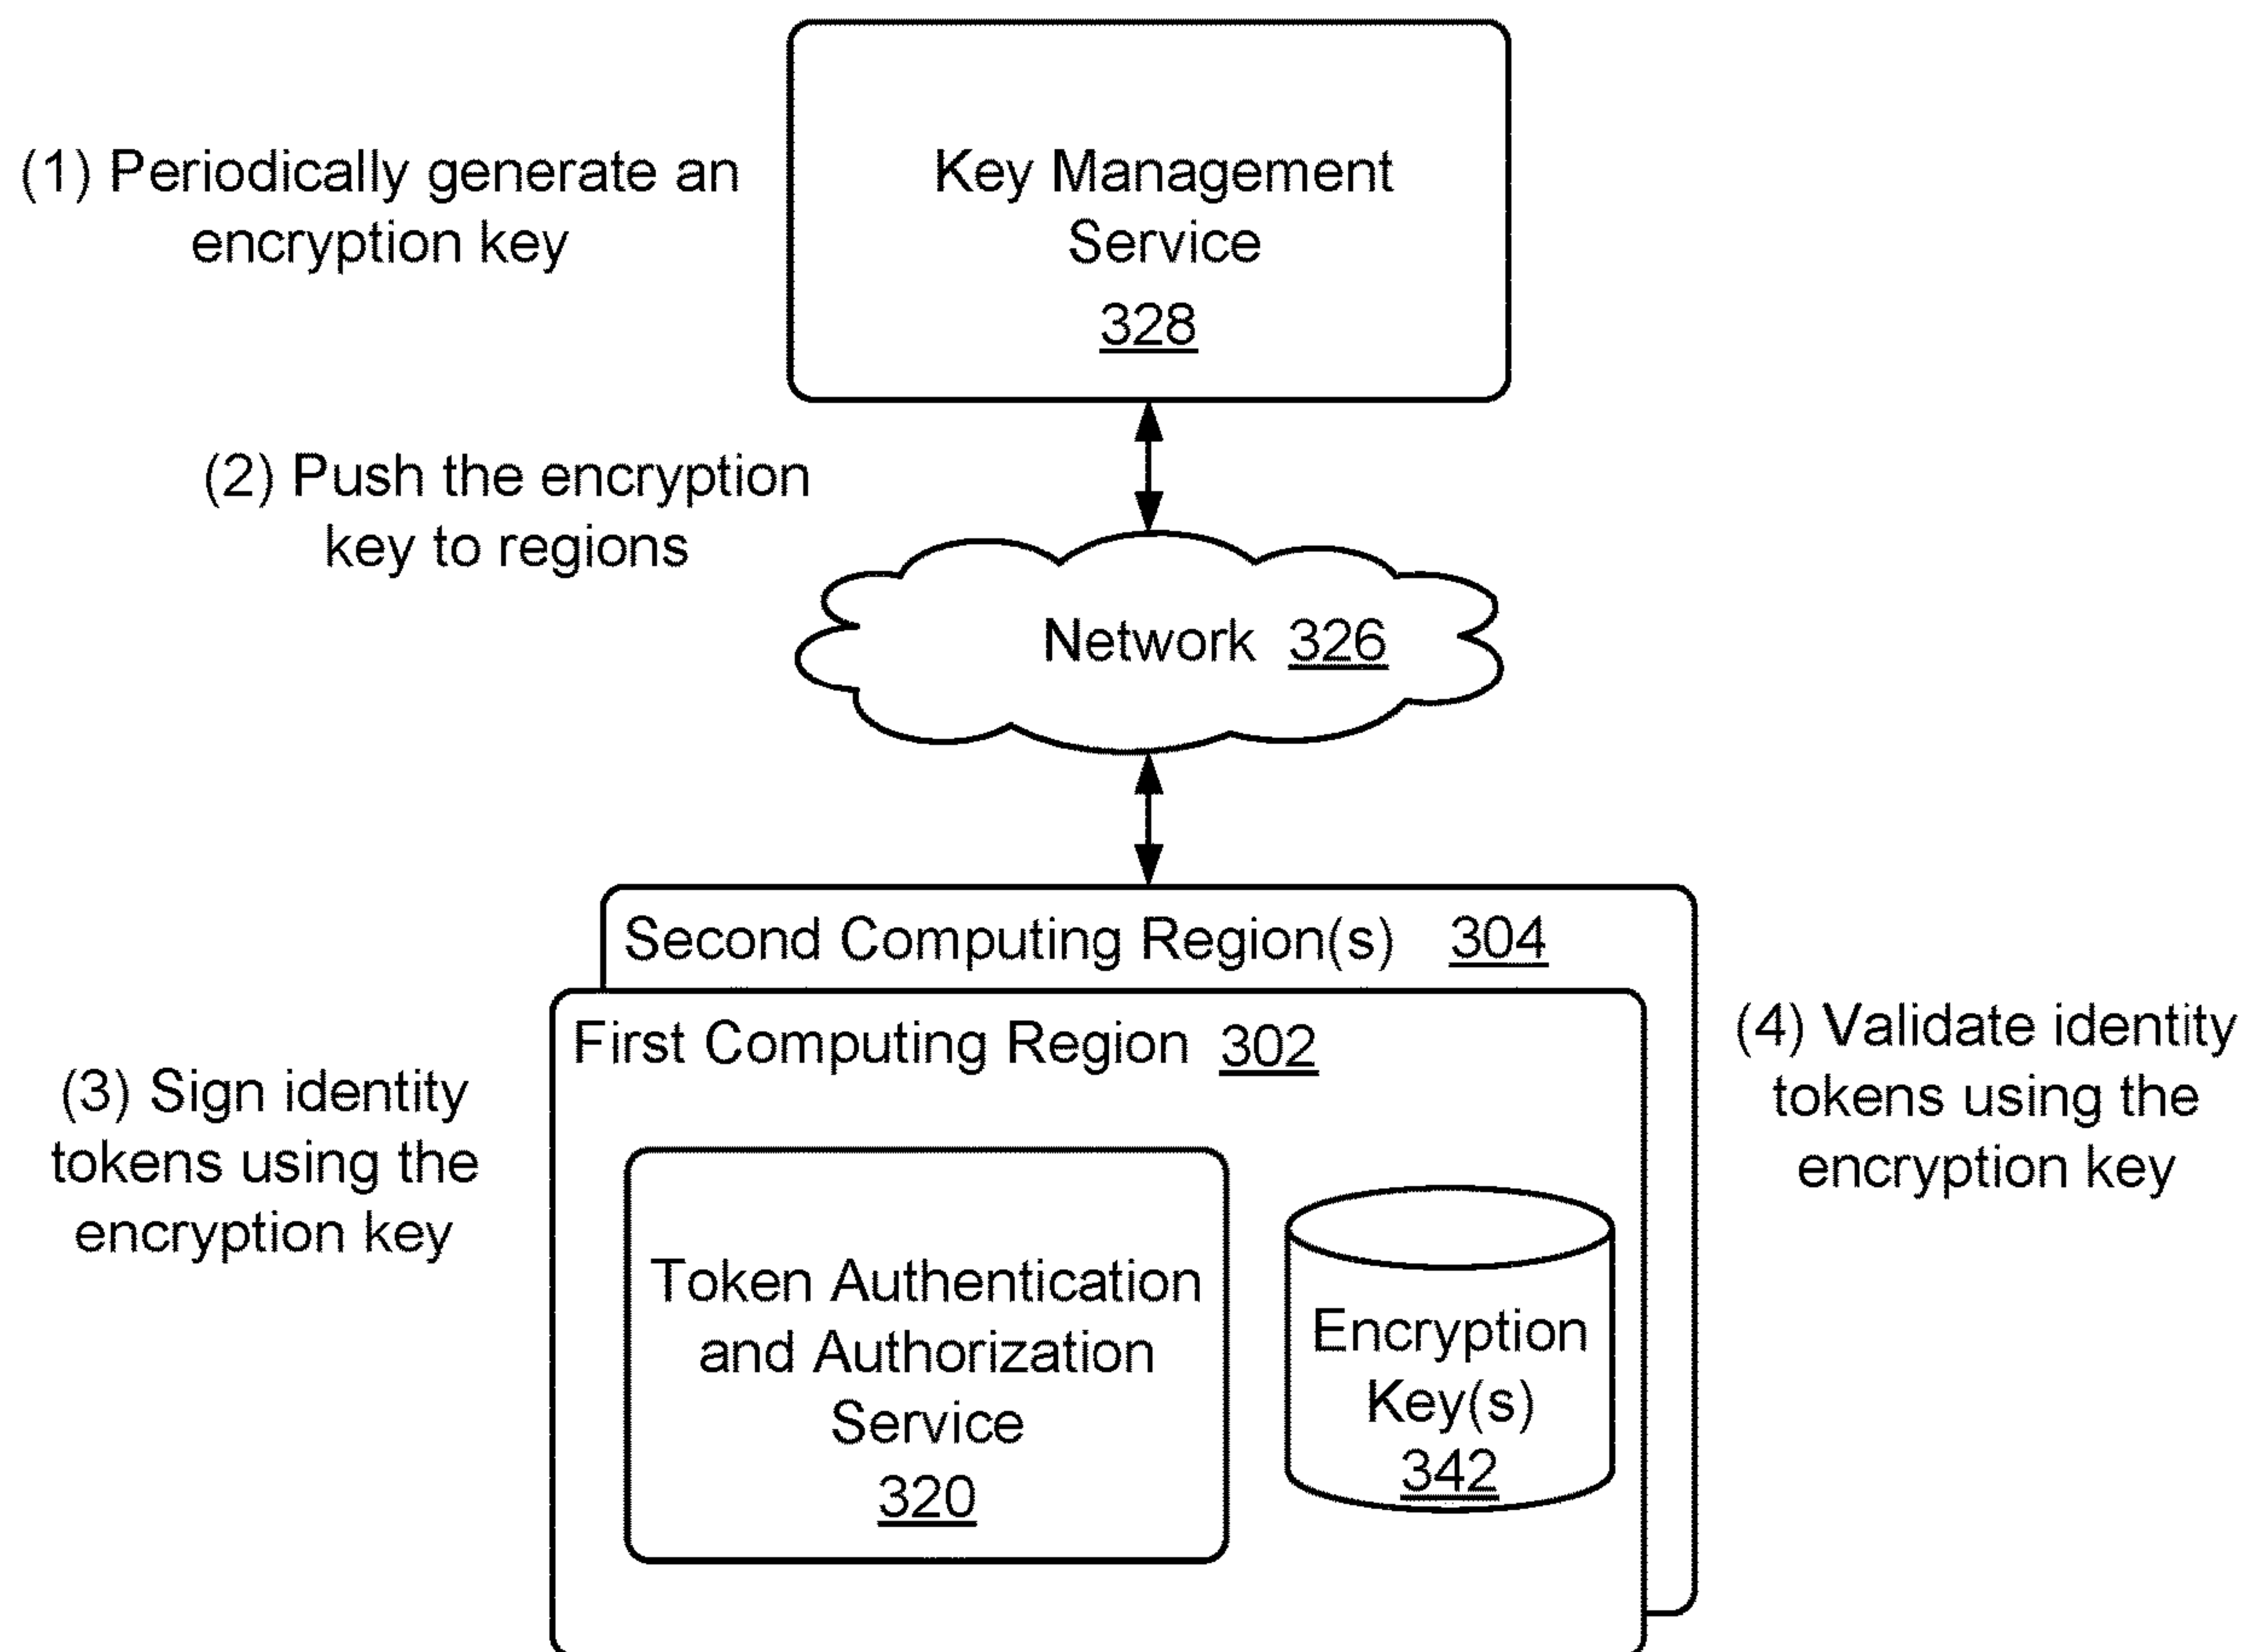 (1) Periodically generate an
encryption key
Key Management
Service
328
(2) Push the encryption
key to regions
Network 326
Second Computing Region(s) 304
First Computing Region 302
(3) Sign identity
tokens using the
encryption key
Token Authentication
and Authorization
Service
320
Encryption
Key(s)
342
(4) Validate identity
tokens using the
encryption key